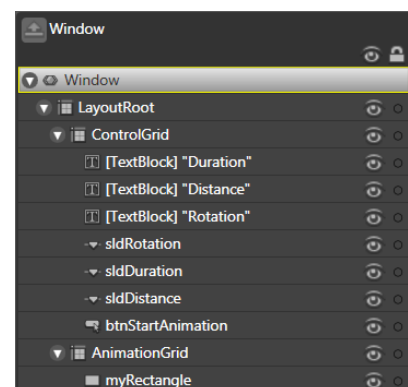 Window
Window
LayoutRoot
ControlGrid
[TextBlock] "Duration"
[TextBlock] "Distance"
[TextBlock] "Rotation"
sldRotation
sldDuration
sldDistance
btnStartAnimation
AnimationGrid
myRectangle